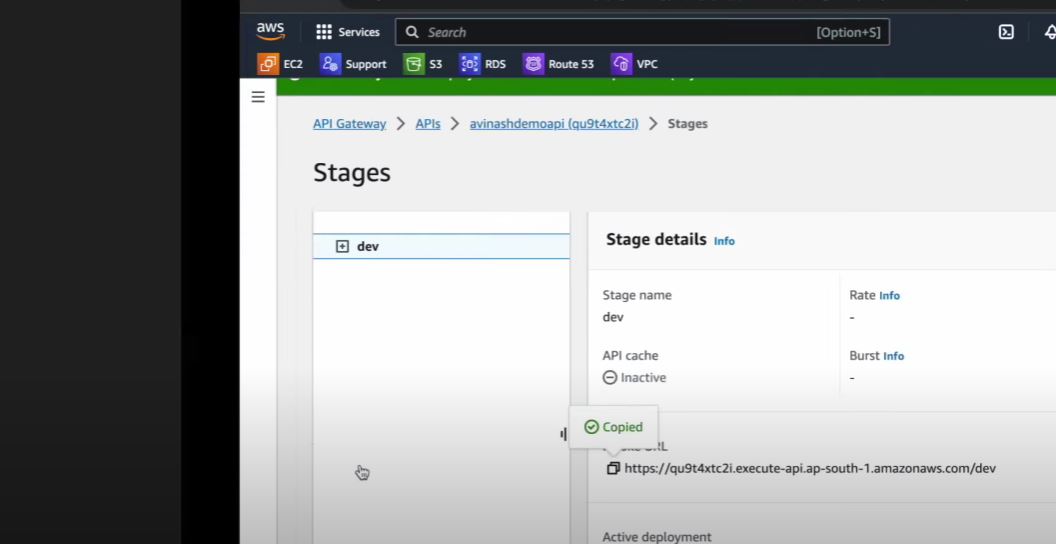 aws Services Search [Option+S]
EC2 Support S3 RDS Route 53 VPC
API Gateway > APIs > avinashdemoapi (qu9t4xtc2i) > Stages
Stages
dev
Stage details Info
Stage name
dev
Rate Info
-
API cache
Inactive
Burst Info
-
Copied
URL
https://qu9t4xtc2i.execute-api.ap-south-1.amazonaws.com/dev
Active deployment